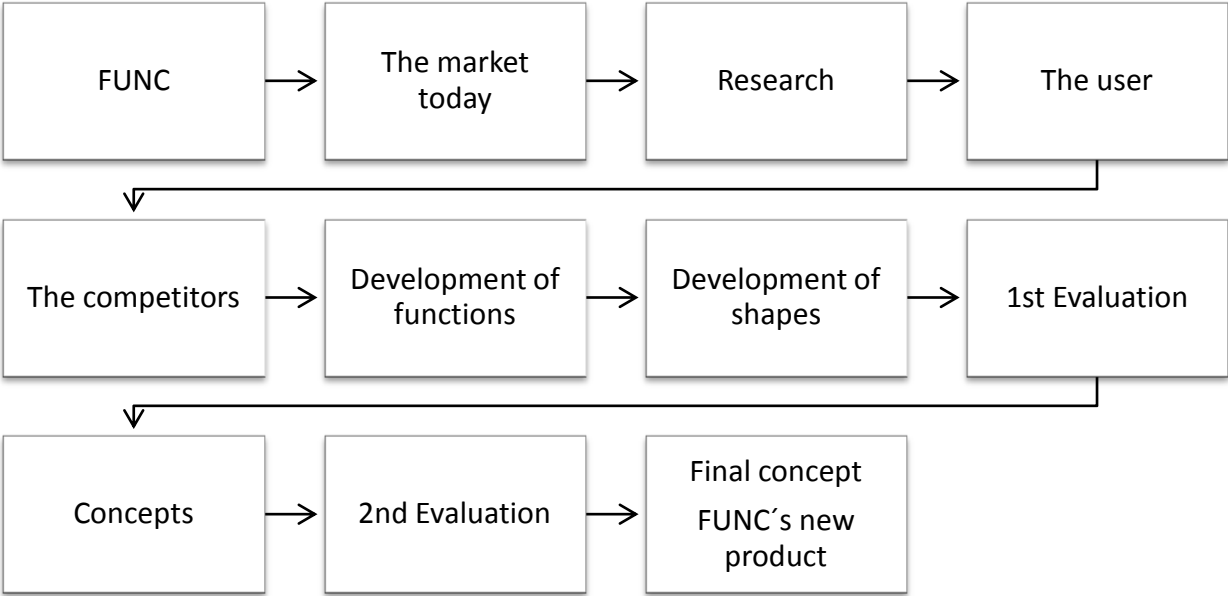 FUNC
The market
today
Research
The user
The competitors
Development of
functions
Development of
shapes
1st Evaluation
Concepts
2nd Evaluation
Final concept
FUNC´s new
product